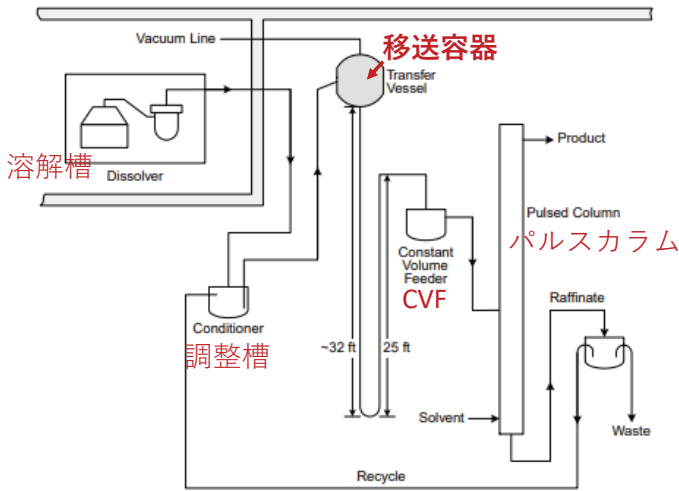 Vacuum Line
移送容器
Transfer
Vessel
Product
溶解槽
Dissolver
Pulsed Column
パルスカラム
Constant
Volume
Feeder
CVF
Raffinate
Conditioner
調整槽
~32 ft
25 ft
Solvent
Waste
Recycle